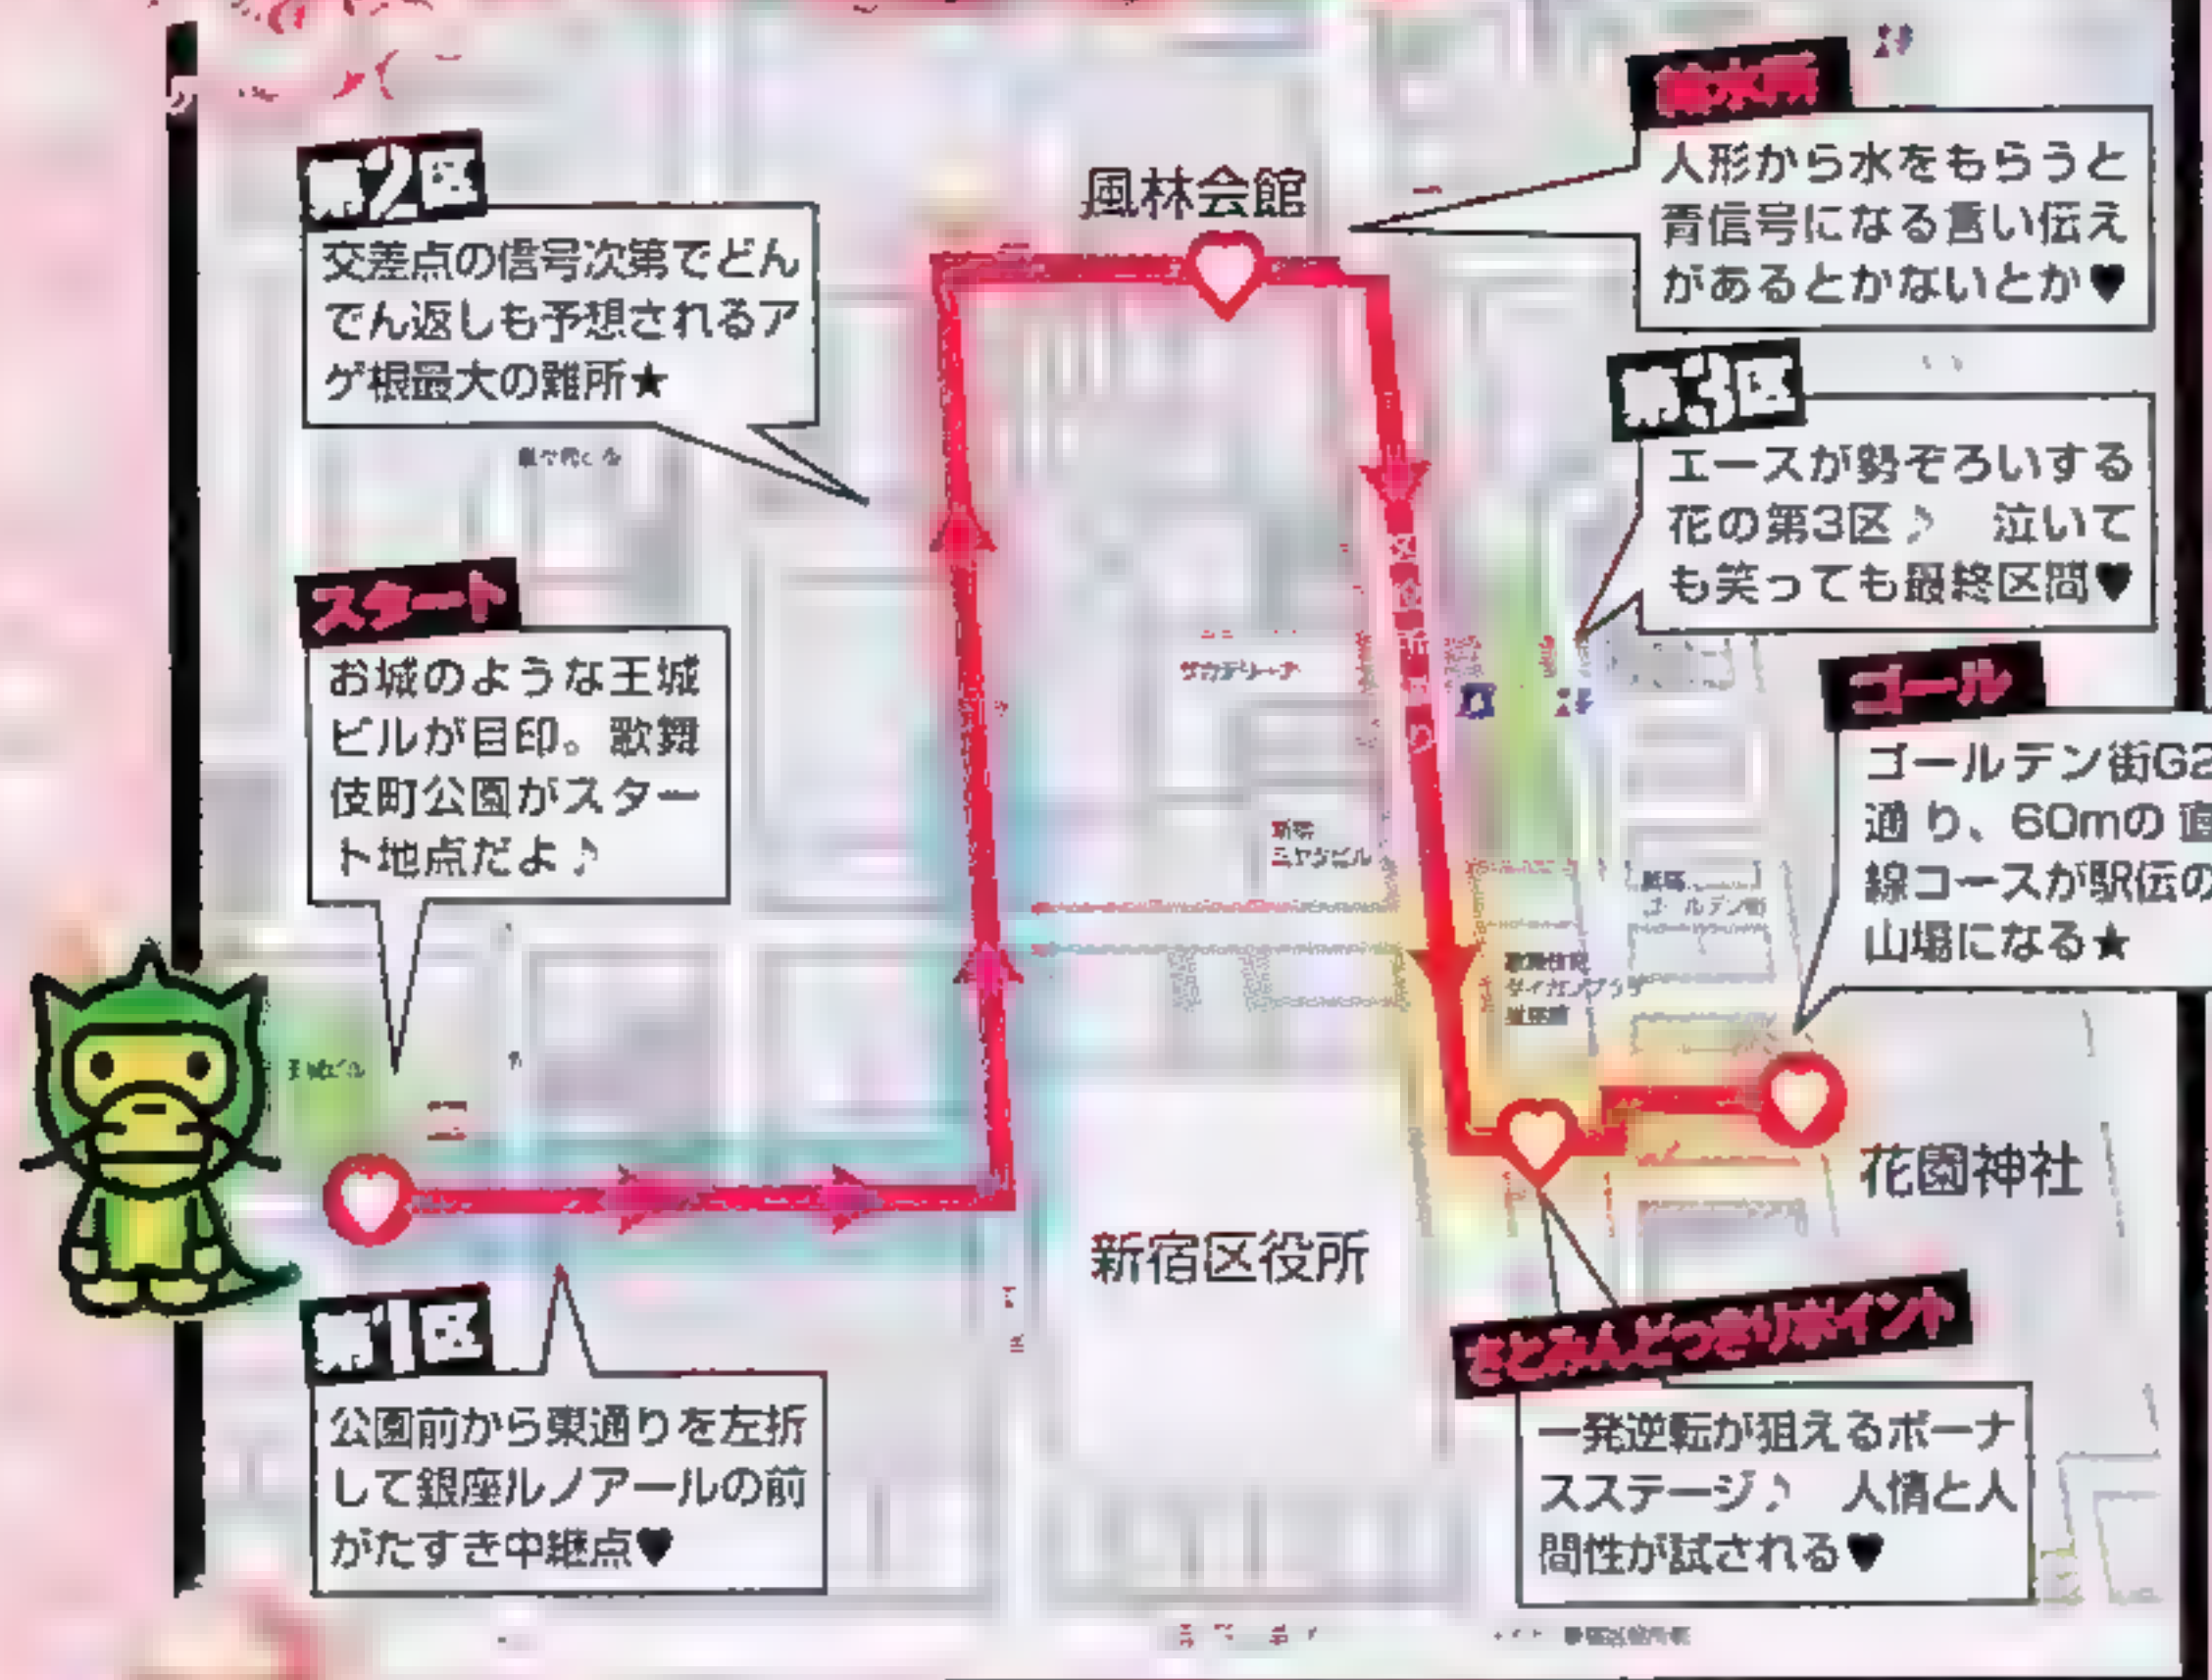 第2区
交差点の信号次第でどん
でん返しも予想されるア
ゲ根最大の難所★
風林会館
給水所
人形から水をもらうと
青信号になる言い伝え
があるとかないとか♥
第3区
エースが勢ぞろいする
花の第3区♪　泣いて
も笑っても最終区間♥
スタート
お城のような王城
ビルが目印。歌舞
伎町公園がスター
ト地点だよ♪
ゴール
ゴールデン街G2
通り、60mの直
線コースが駅伝の
山場になる★
王城ビル
花園神社
新宿区役所
第1区
公園前から東通りを左折
して銀座ルノアールの前
がたすき中継点♥
さとみんどっきりポイント
一発逆転が狙えるボーナ
スステージ♪　人情と人
間性が試される♥